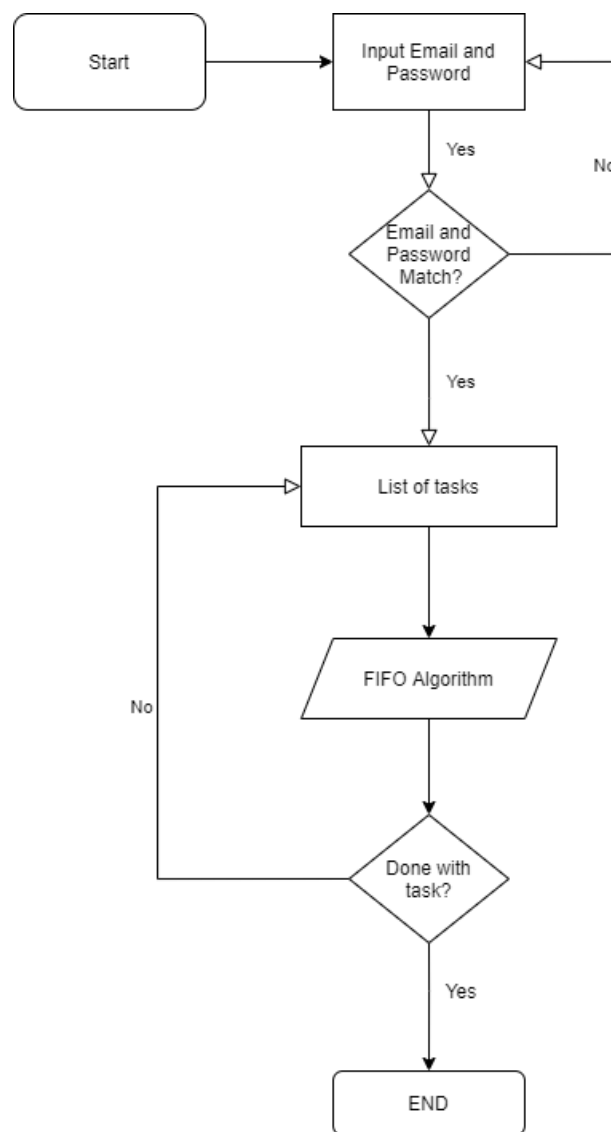 Start
Input Email and
Password
Yes
No
Email and
Password
Match?
Yes
List of tasks
FIFO Algorithm
No
Done with
task?
Yes
END